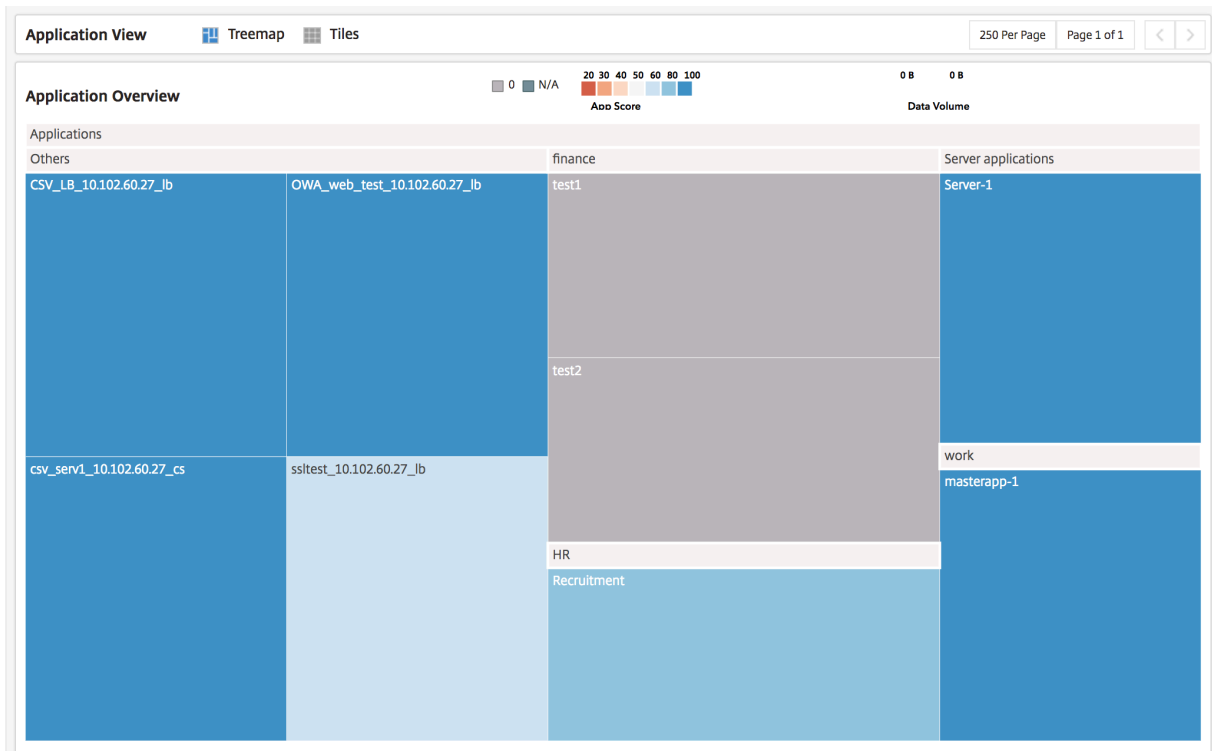 Application View Treemap Tiles 250 Per Page Page 1 of 1
20 30 40 50 60 80 100 0 B 0 B
0 N/A
Application Overview
App Score Data Volume
Applications
Others finance Server applications
CSV_LB_10.102.60.27_lb OWA_web_test_10.102.60.27_lb test1 Server-1
test2
work
csv_serv1_10.102.60.27_cs ssltest_10.102.60.27_lb masterapp-1
HR
Recruitment